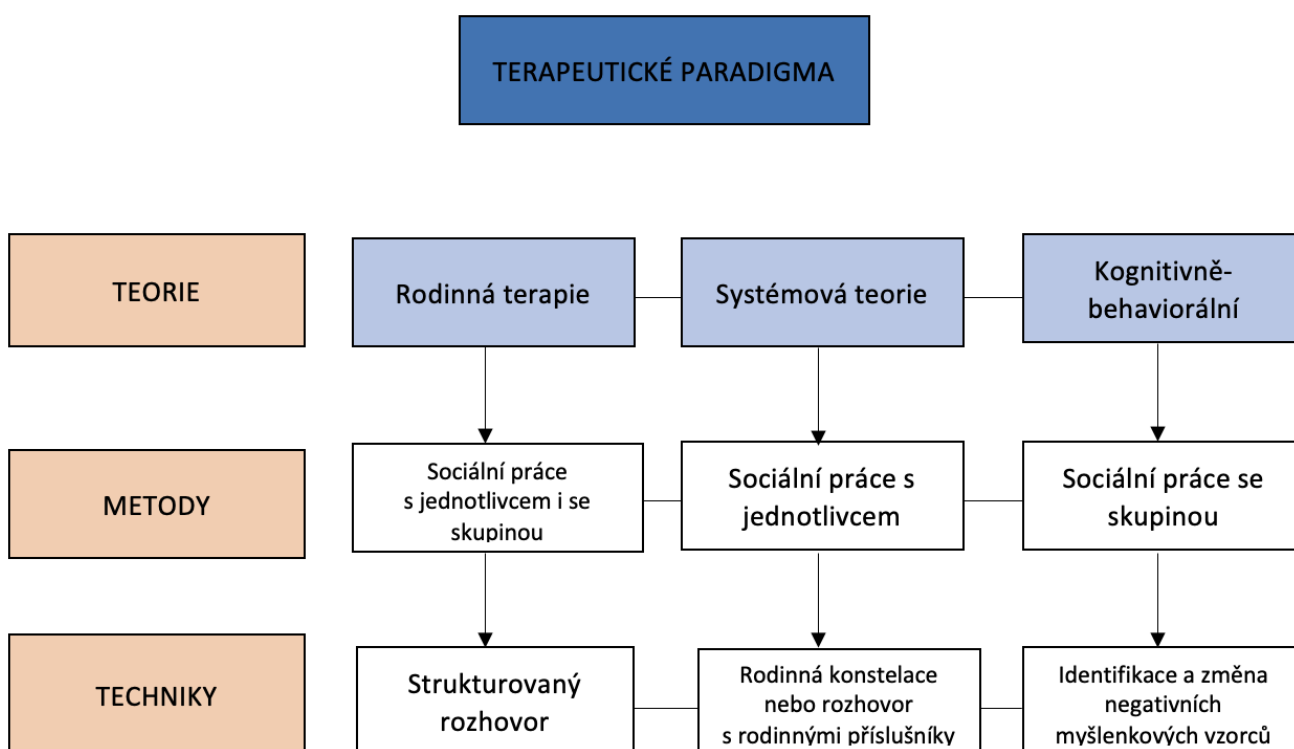 TERAPEUTICKÉ PARADIGMA
TEORIE
Rodinná terapie
Systémová teorie
Kognitivně-
behaviorální
METODY
Sociální práce
s jednotlivcem i se
skupinou
Sociální práce s
jednotlivcem
Sociální práce se
skupinou
TECHNIKY
Strukturovaný
rozhovor
Rodinná konstelace
nebo rozhovor
s rodinnými příslušníky
Identifikace a změna
negativních
myšlenkových vzorců